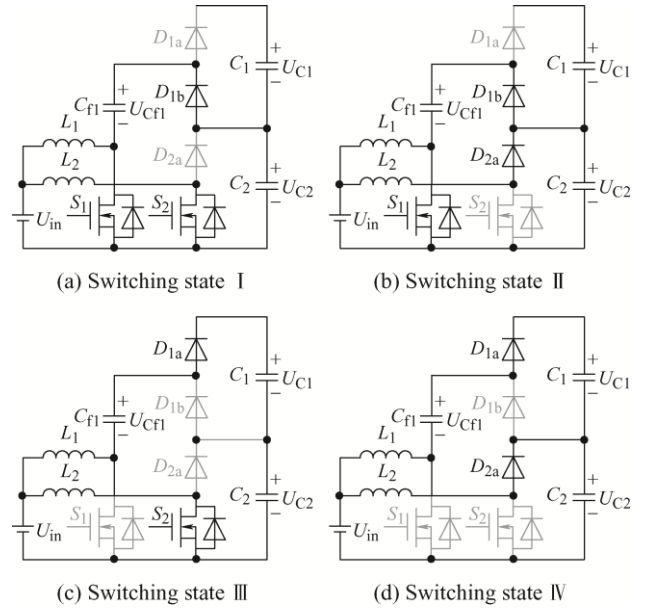 D1a
C1 + UC1 −
Cf1 + UCf1 −
D1b
L1
D2a
L2
C2 + UC2 −
S1 S2
Uin
(a) Switching state Ⅰ
D1a
C1 + UC1 −
Cf1 + UCf1 −
D1b
L1
D2a
L2
C2 + UC2 −
S1 S2
Uin
(b) Switching state Ⅱ
D1a
C1 + UC1 −
Cf1 + UCf1 −
D1b
L1
D2a
L2
C2 + UC2 −
S1 S2
Uin
(c) Switching state Ⅲ
D1a
C1 + UC1 −
Cf1 + UCf1 −
D1b
L1
D2a
L2
C2 + UC2 −
S1 S2
Uin
(d) Switching state Ⅳ